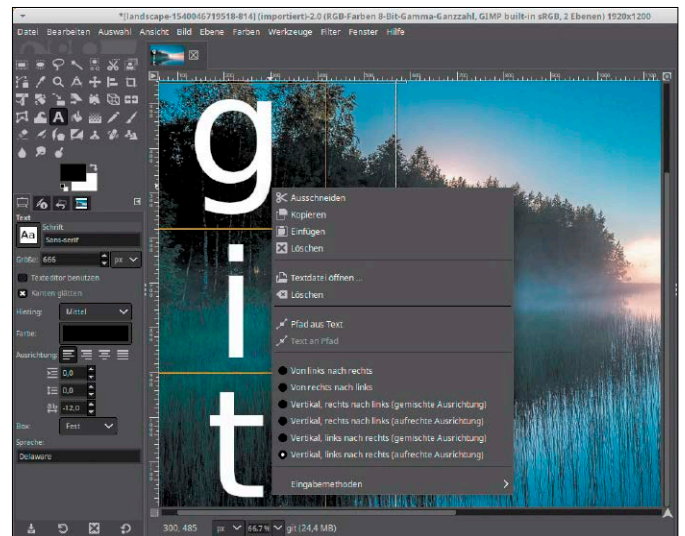 *[landscape-1540046719518-814] (importiert)-2.0 (RGB-Farben 8-Bit-Gamma-Ganzzahl, GIMP built-in sRGB, 2 Ebenen) 1920x1200
Datei Bearbeiten Auswahl Ansicht Bild Ebene Farben Werkzeuge Filter Fenster Hilfe
g
i
t
Text
Aa
Schrift
Sans-serif
Größe: 666 px
Texteditor benutzen
Kanten glätten
Hinting: Mittel
Farbe:
Ausrichtung:
0,0
0,0
-12,0
Box: Fest
Sprache:
Delaware
Ausschneiden
Kopieren
Einfügen
Löschen
Textdatei öffnen ...
Löschen
Pfad aus Text
Text an Pfad
Von links nach rechts
Von rechts nach links
Vertikal, rechts nach links (gemischte Ausrichtung)
Vertikal, rechts nach links (aufrechte Ausrichtung)
Vertikal, links nach rechts (gemischte Ausrichtung)
Vertikal, links nach rechts (aufrechte Ausrichtung)
Eingabemethoden
300, 485 px 66.7 % git (24,4 MB)